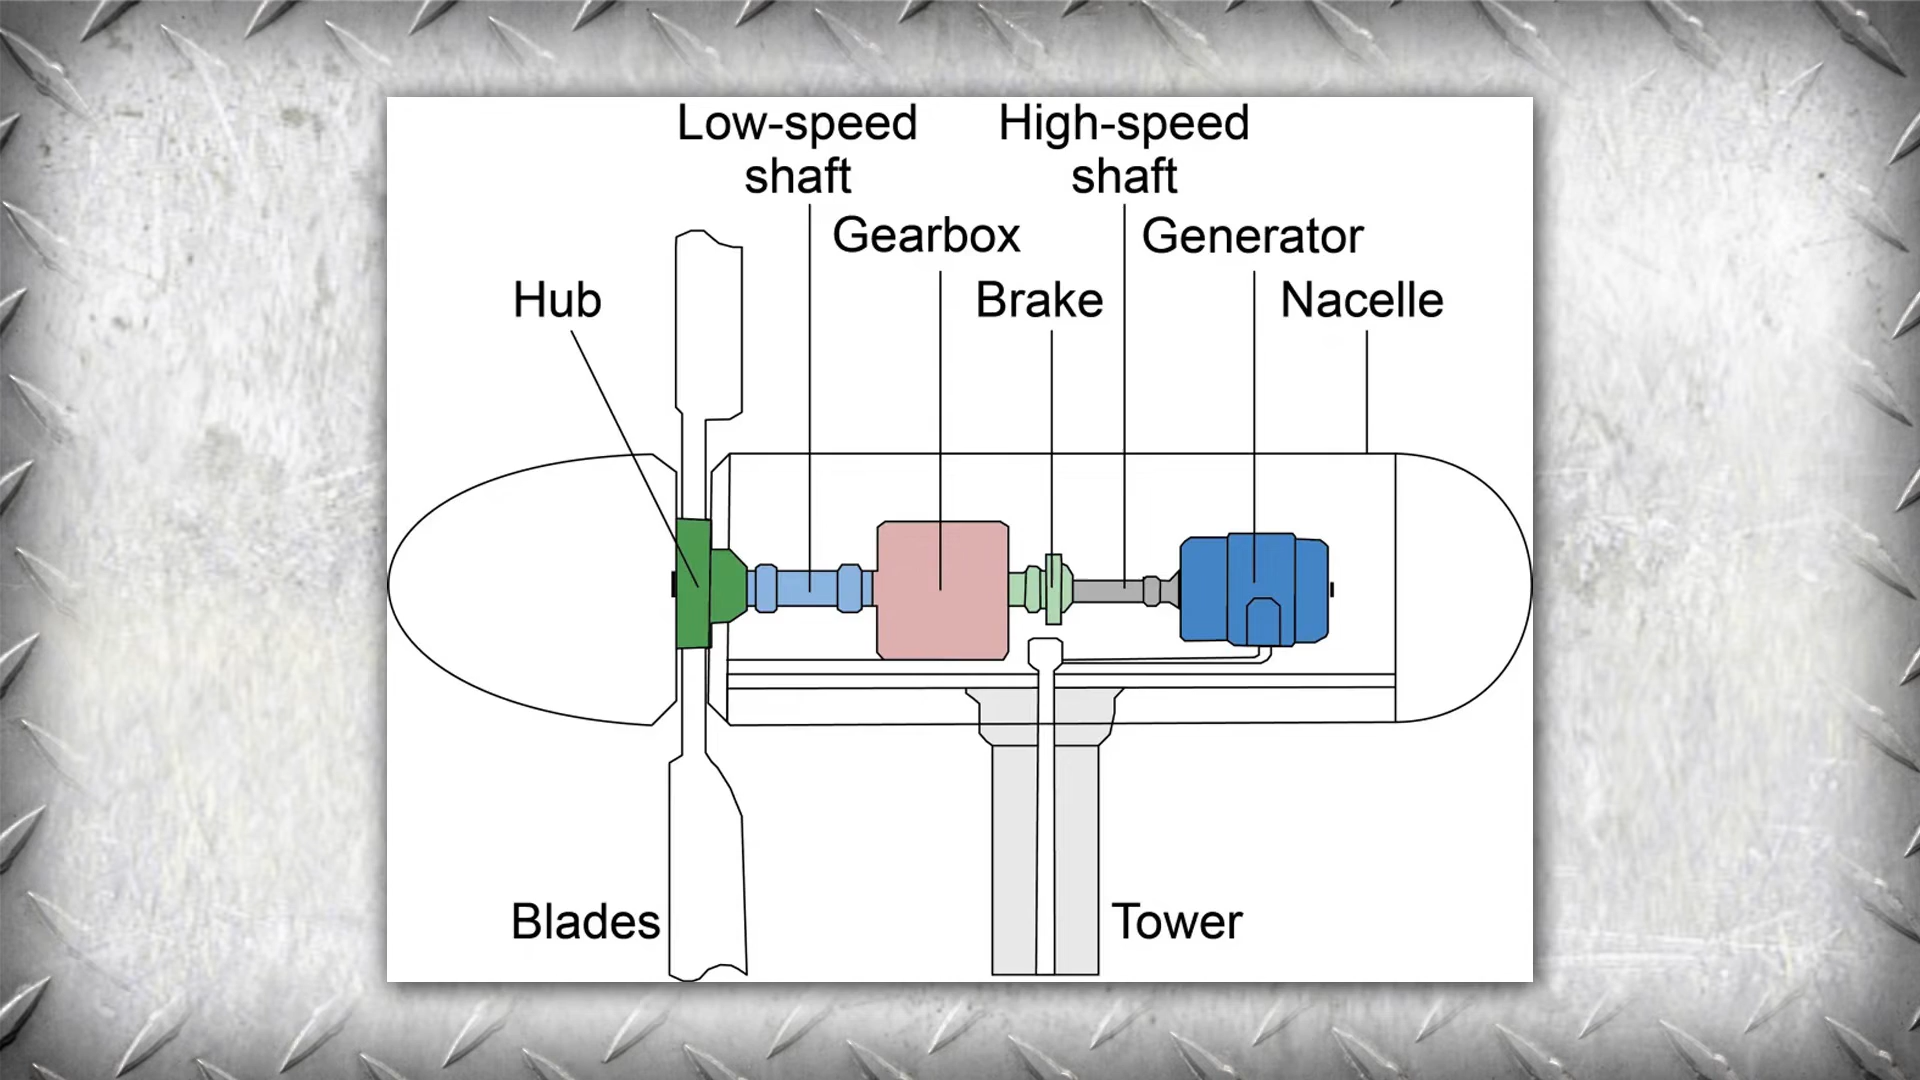 Low-speed
shaft
High-speed
shaft
Gearbox
Generator
Hub
Brake
Nacelle
Blades
Tower